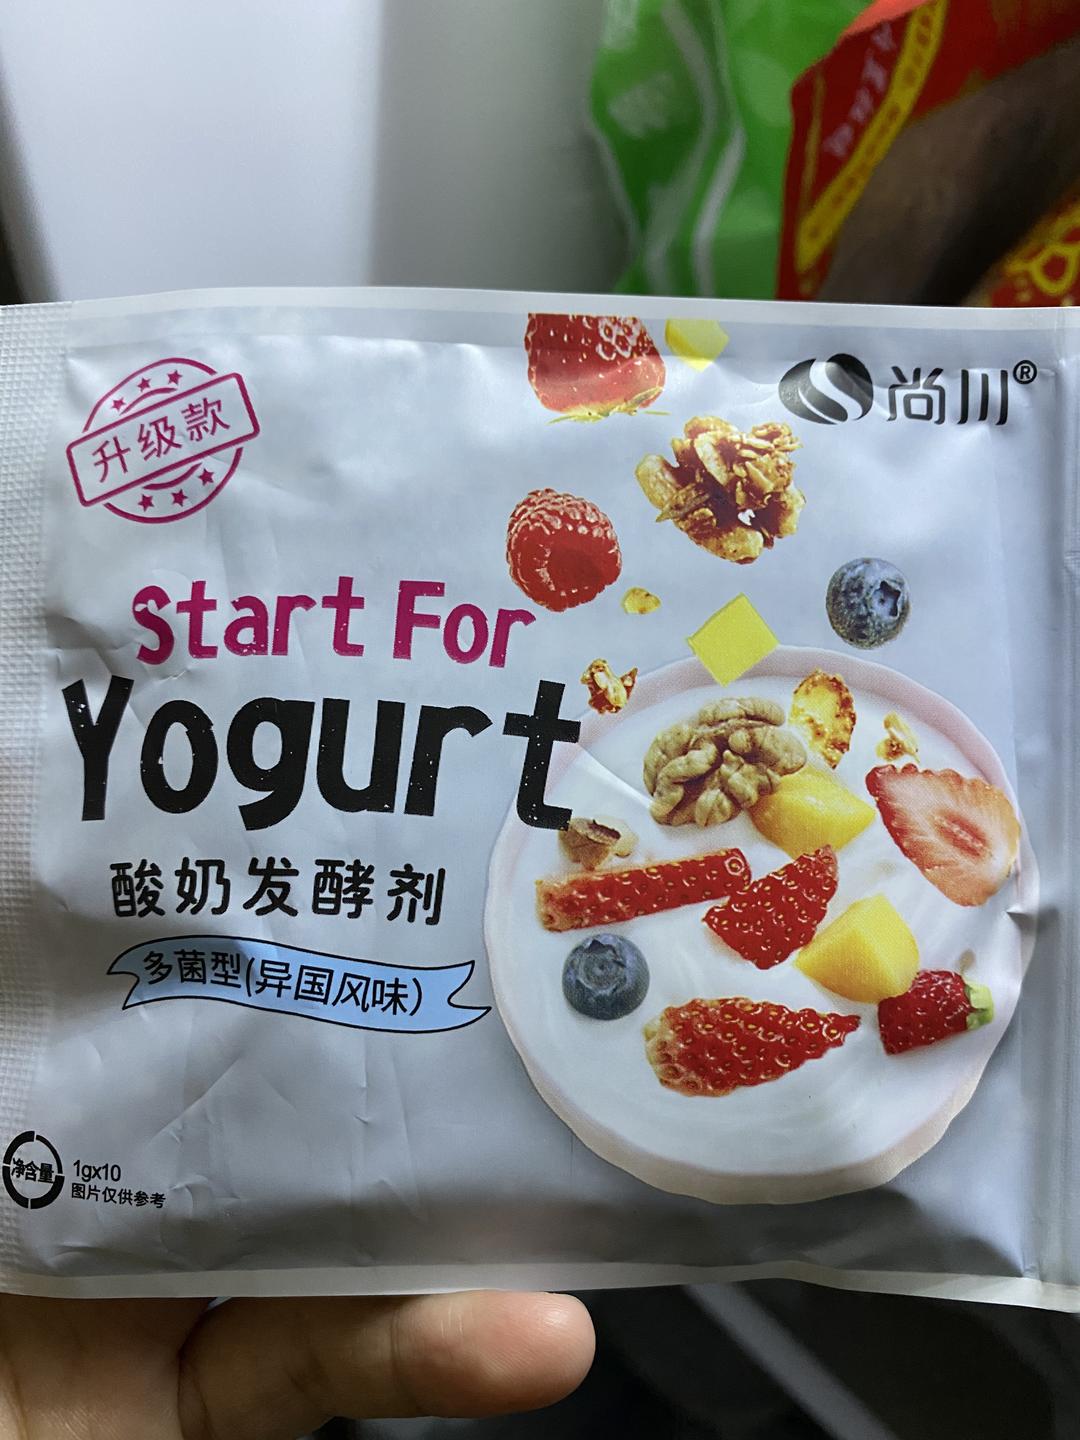 升级款
尚川®
Start For
Yogurt
酸奶发酵剂
多菌型(异国风味)
净含量
1gx10
图片仅供参考